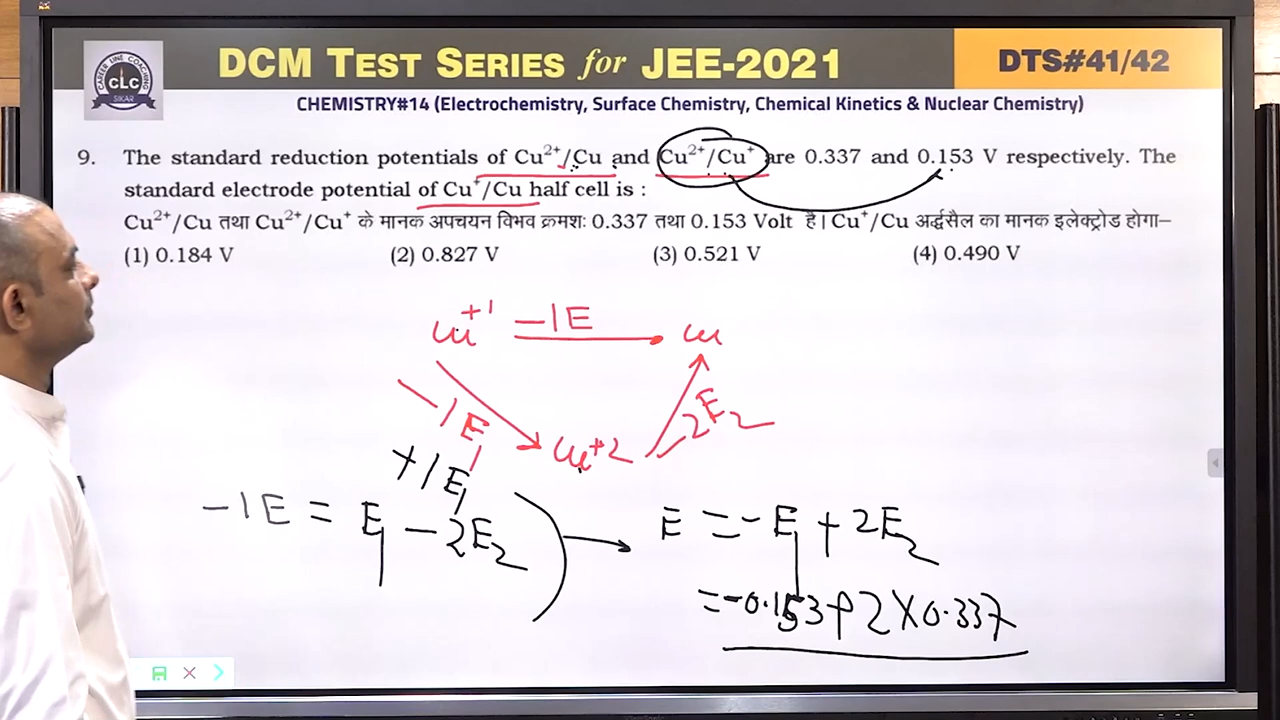 DCM TEST SERIES for JEE-2021
DTS#41/42
CAREER LINE COACHING
CLC
SIKAR
CHEMISTRY#14 (Electrochemistry, Surface Chemistry, Chemical Kinetics & Nuclear Chemistry)
9. The standard reduction potentials of Cu²⁺/Cu and Cu²⁺/Cu⁺ are 0.337 and 0.153 V respectively. The
standard electrode potential of Cu⁺/Cu half cell is :
Cu²⁺/Cu तथा Cu²⁺/Cu⁺ के मानक अपचयन विभव क्रमशः 0.337 तथा 0.153 Volt है। Cu⁺/Cu अर्द्धसैल का मानक इलेक्ट्रोड होगा–
(1) 0.184 V (2) 0.827 V (3) 0.521 V (4) 0.490 V
Cu⁺¹ –1E Cu
–1E₁ 2E₂
Cu+2
+1E₁
–1E = E₁ – 2E₂
E = –E₁ + 2E₂
= –0.153+2×0.337